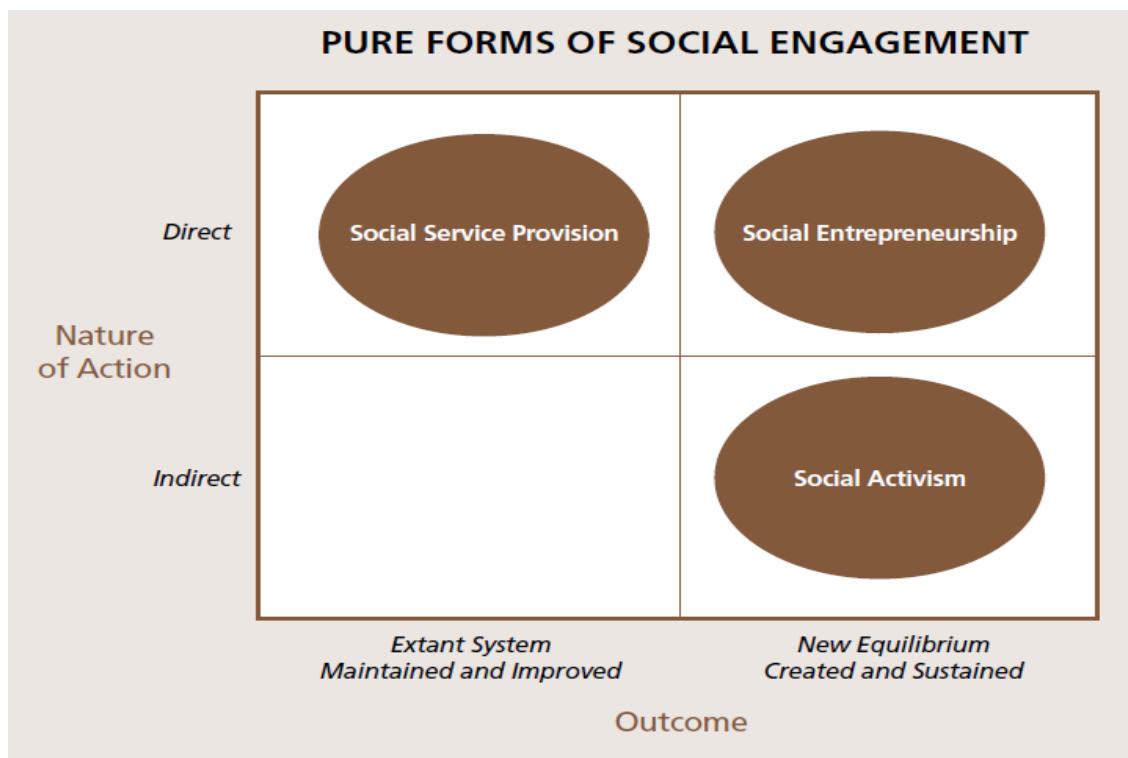 PURE FORMS OF SOCIAL ENGAGEMENT
Direct
Social Service Provision
Social Entrepreneurship
Nature
of Action
Indirect
Social Activism
Extant System
Maintained and Improved
New Equilibrium
Created and Sustained
Outcome